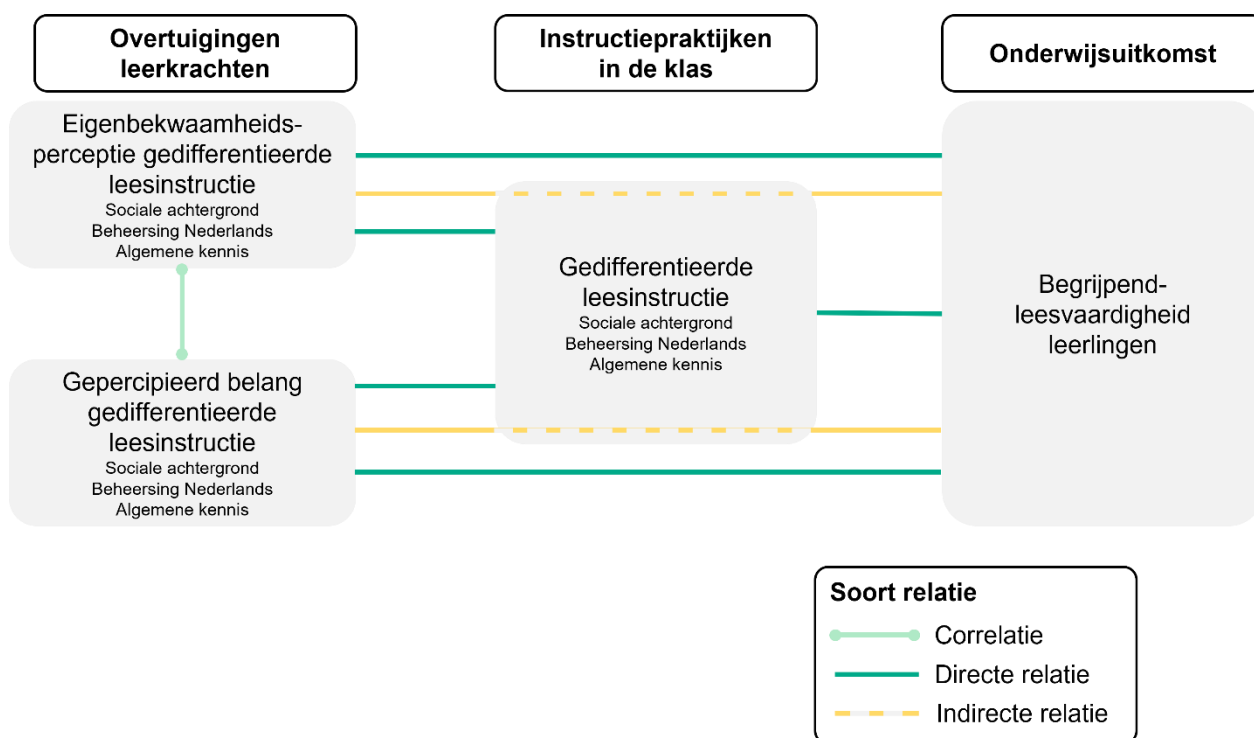 Overtuigingen
leerkrachten
Instructiepraktijken
in de klas
Onderwijsuitkomst
Eigenbekwaamheids-
perceptie gedifferentieerde
leesinstructie
Sociale achtergrond
Beheersing Nederlands
Algemene kennis
Gepercipieerd belang
gedifferentieerde
leesinstructie
Sociale achtergrond
Beheersing Nederlands
Algemene kennis
Gedifferentieerde
leesinstructie
Sociale achtergrond
Beheersing Nederlands
Algemene kennis
Begrijpend-
leesvaardigheid
leerlingen
Soort relatie
Correlatie
Directe relatie
Indirecte relatie